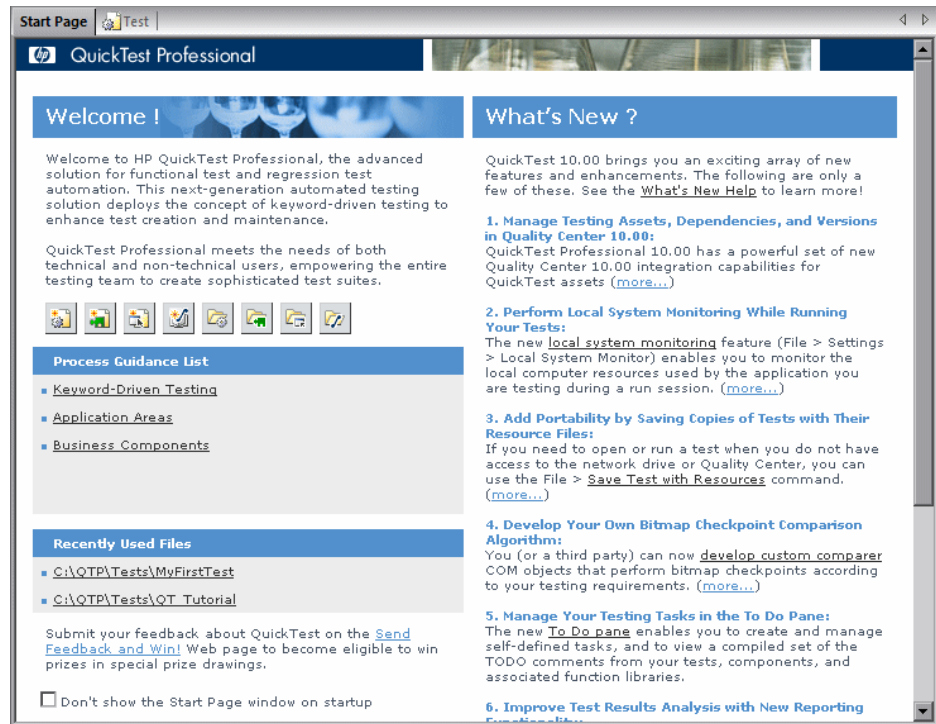 Start Page Test
hp QuickTest Professional
Welcome !
Welcome to HP QuickTest Professional, the advanced
solution for functional test and regression test
automation. This next-generation automated testing
solution deploys the concept of keyword-driven testing to
enhance test creation and maintenance.
QuickTest Professional meets the needs of both
technical and non-technical users, empowering the entire
testing team to create sophisticated test suites.
Process Guidance List
Keyword-Driven Testing
Application Areas
Business Components
Recently Used Files
C:\QTP\Tests\MyFirstTest
C:\QTP\Tests\QT_Tutorial
Submit your feedback about QuickTest on the Send
Feedback and Win! Web page to become eligible to win
prizes in special prize drawings.
Don't show the Start Page window on startup
What's New ?
QuickTest 10.00 brings you an exciting array of new
features and enhancements. The following are only a
few of these. See the What's New Help to learn more!
1. Manage Testing Assets, Dependencies, and Versions
in Quality Center 10.00:
QuickTest Professional 10.00 has a powerful set of new
Quality Center 10.00 integration capabilities for
QuickTest assets (more...)
2. Perform Local System Monitoring While Running
Your Tests:
The new local system monitoring feature (File > Settings
> Local System Monitor) enables you to monitor the
local computer resources used by the application you
are testing during a run session. (more...)
3. Add Portability by Saving Copies of Tests with Their
Resource Files:
If you need to open or run a test when you do not have
access to the network drive or Quality Center, you can
use the File > Save Test with Resources command.
(more...)
4. Develop Your Own Bitmap Checkpoint Comparison
Algorithm:
You (or a third party) can now develop custom comparer
COM objects that perform bitmap checkpoints according
to your testing requirements. (more...)
5. Manage Your Testing Tasks in the To Do Pane:
The new To Do pane enables you to create and manage
self-defined tasks, and to view a compiled set of the
TODO comments from your tests, components, and
associated function libraries.
6. Improve Test Results Analysis with New Reporting
Functionality: